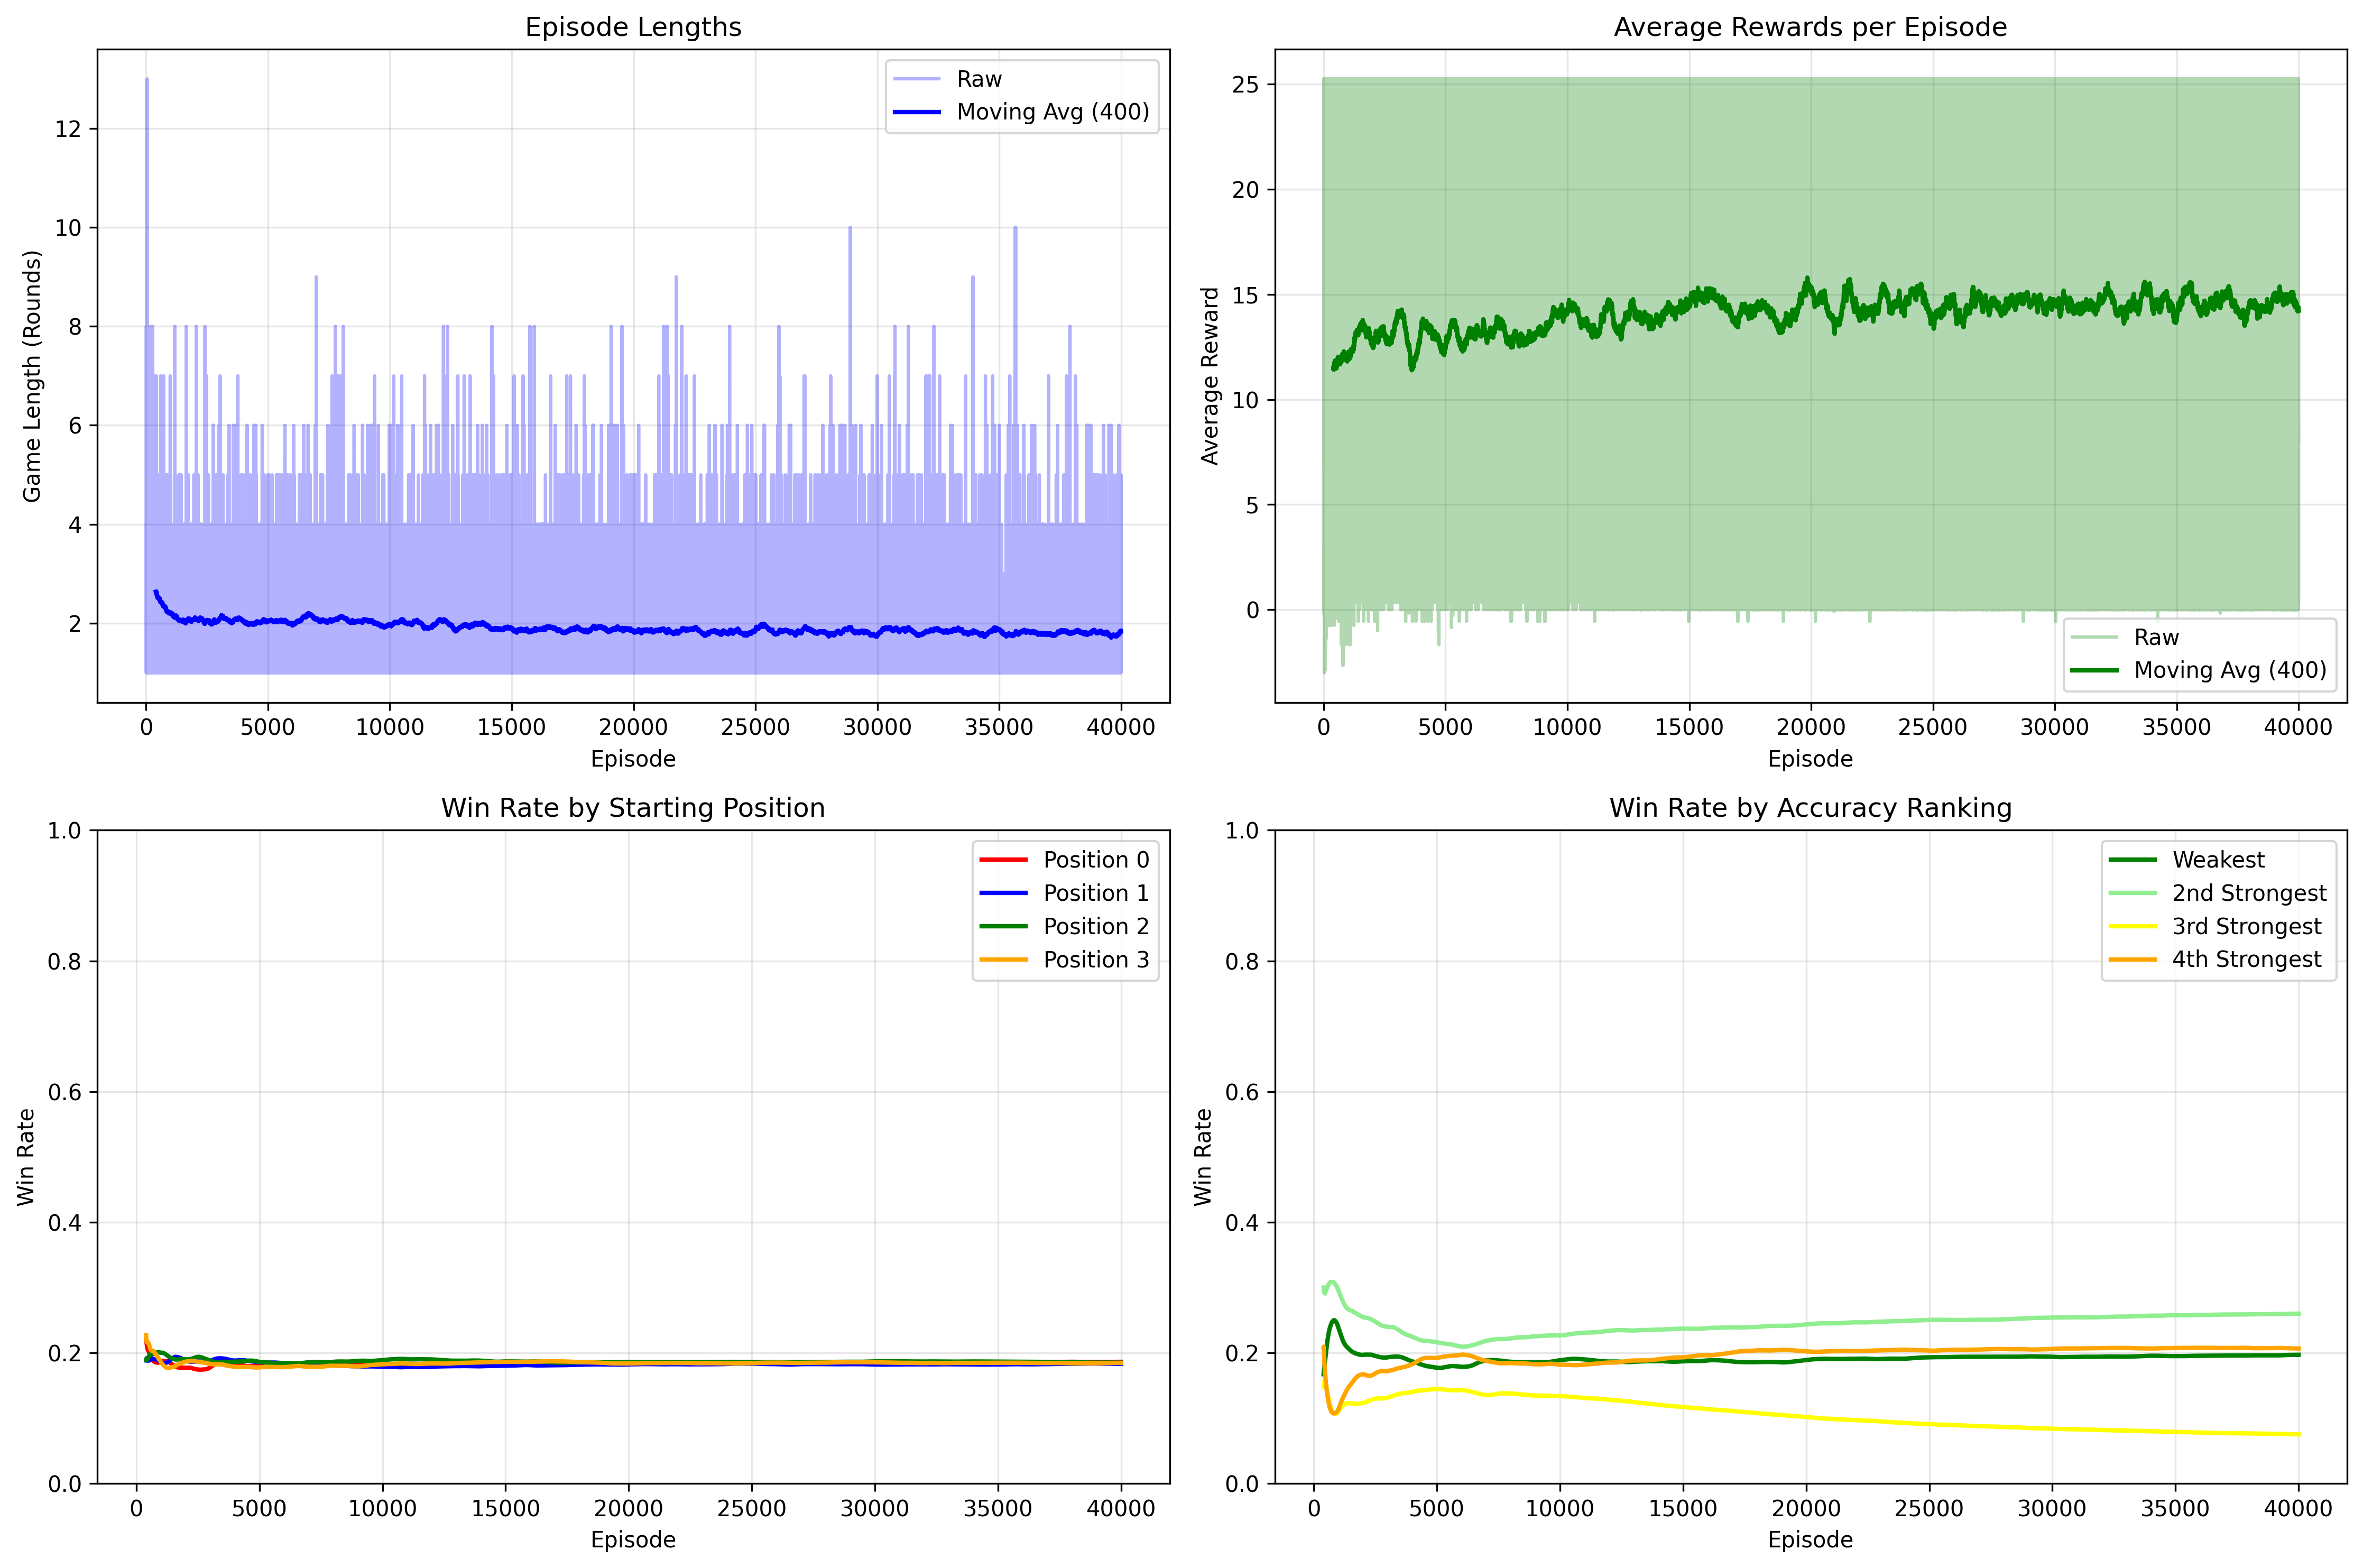 Episode Lengths
Game Length (Rounds)
12
10
8
6
4
2
Raw
Moving Avg (400)
0 5000 10000 15000 20000 25000 30000 35000 40000
Episode
Average Rewards per Episode
Average Reward
25
20
15
10
5
0
Raw
Moving Avg (400)
0 5000 10000 15000 20000 25000 30000 35000 40000
Episode
Win Rate by Starting Position
Win Rate
1.0
0.8
0.6
0.4
0.2
0.0
Position 0
Position 1
Position 2
Position 3
0 5000 10000 15000 20000 25000 30000 35000 40000
Episode
Win Rate by Accuracy Ranking
Win Rate
1.0
0.8
0.6
0.4
0.2
0.0
Weakest
2nd Strongest
3rd Strongest
4th Strongest
0 5000 10000 15000 20000 25000 30000 35000 40000
Episode